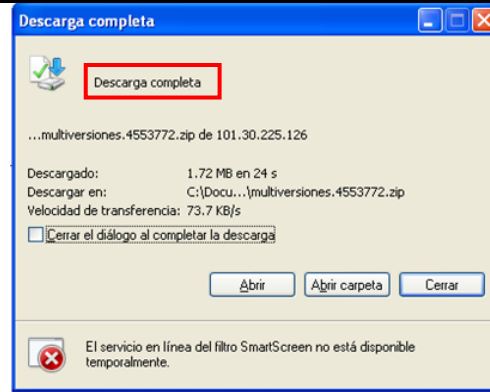 Descarga completa
Descarga completa
...multiversiones.4553772.zip de 101.30.225.126
Descargado: 1.72 MB en 24 s
Descargar en: C:\Docu...\multiversiones.4553772.zip
Velocidad de transferencia: 73.7 KB/s
Cerrar el diálogo al completar la descarga
Abrir Abrir carpeta Cerrar
El servicio en línea del filtro SmartScreen no está disponible
temporalmente.